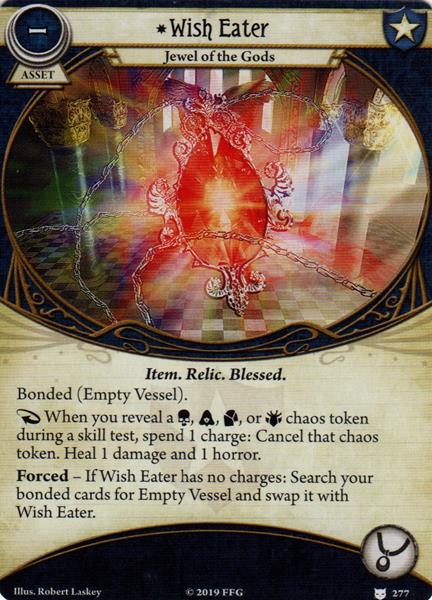 –
ASSET
✷Wish Eater
Jewel of the Gods
Item. Relic. Blessed.
Bonded (Empty Vessel).
When you reveal a , , , or chaos token
during a skill test, spend 1 charge: Cancel that chaos
token. Heal 1 damage and 1 horror.
Forced – If Wish Eater has no charges: Search your
bonded cards for Empty Vessel and swap it with
Wish Eater.
Illus. Robert Laskey
© 2019 FFG
277